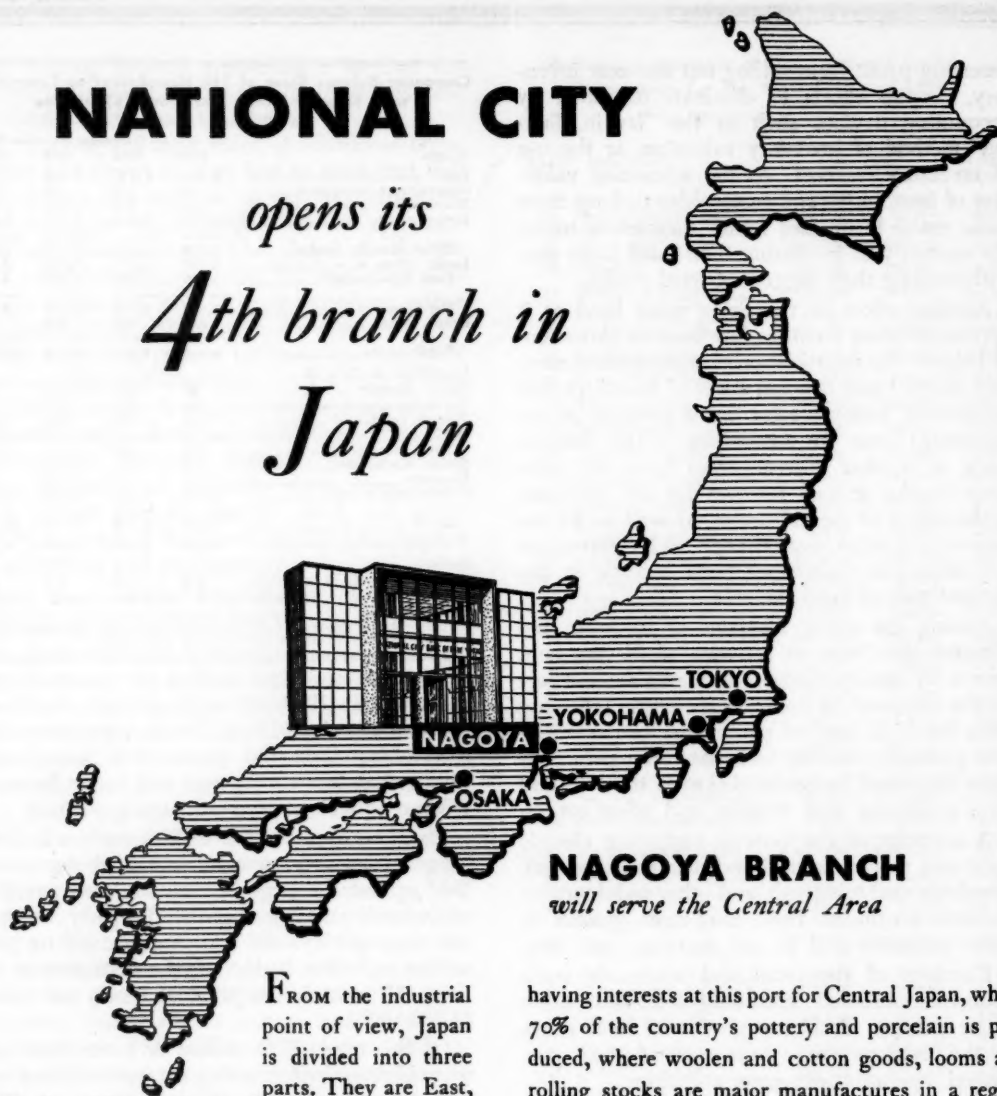 NATIONAL CITY
opens its
4th branch in
Japan
TOKYO
YOKOHAMA
NAGOYA
OSAKA
NAGOYA BRANCH
will serve the Central Area
FROM the industrial
point of view, Japan
is divided into three
parts. They are East,
having interests at this port for Central Japan,
70% of the country's pottery and porcelain is
duced, where woolen and cotton goods, looms
rolling stocks are major manufactures in a